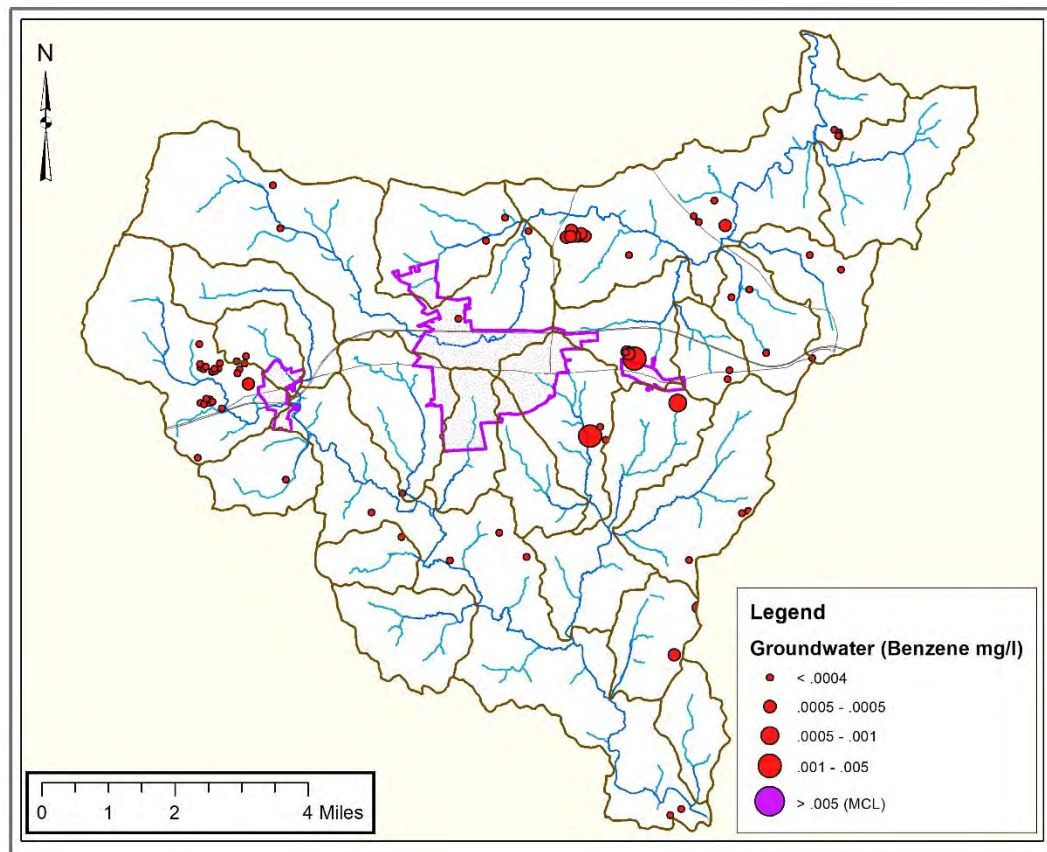 N
Legend
Groundwater (Benzene mg/l)
< .0004
.0005 - .0005
.0005 - .001
.001 - .005
> .005 (MCL)
0 1 2 4 Miles